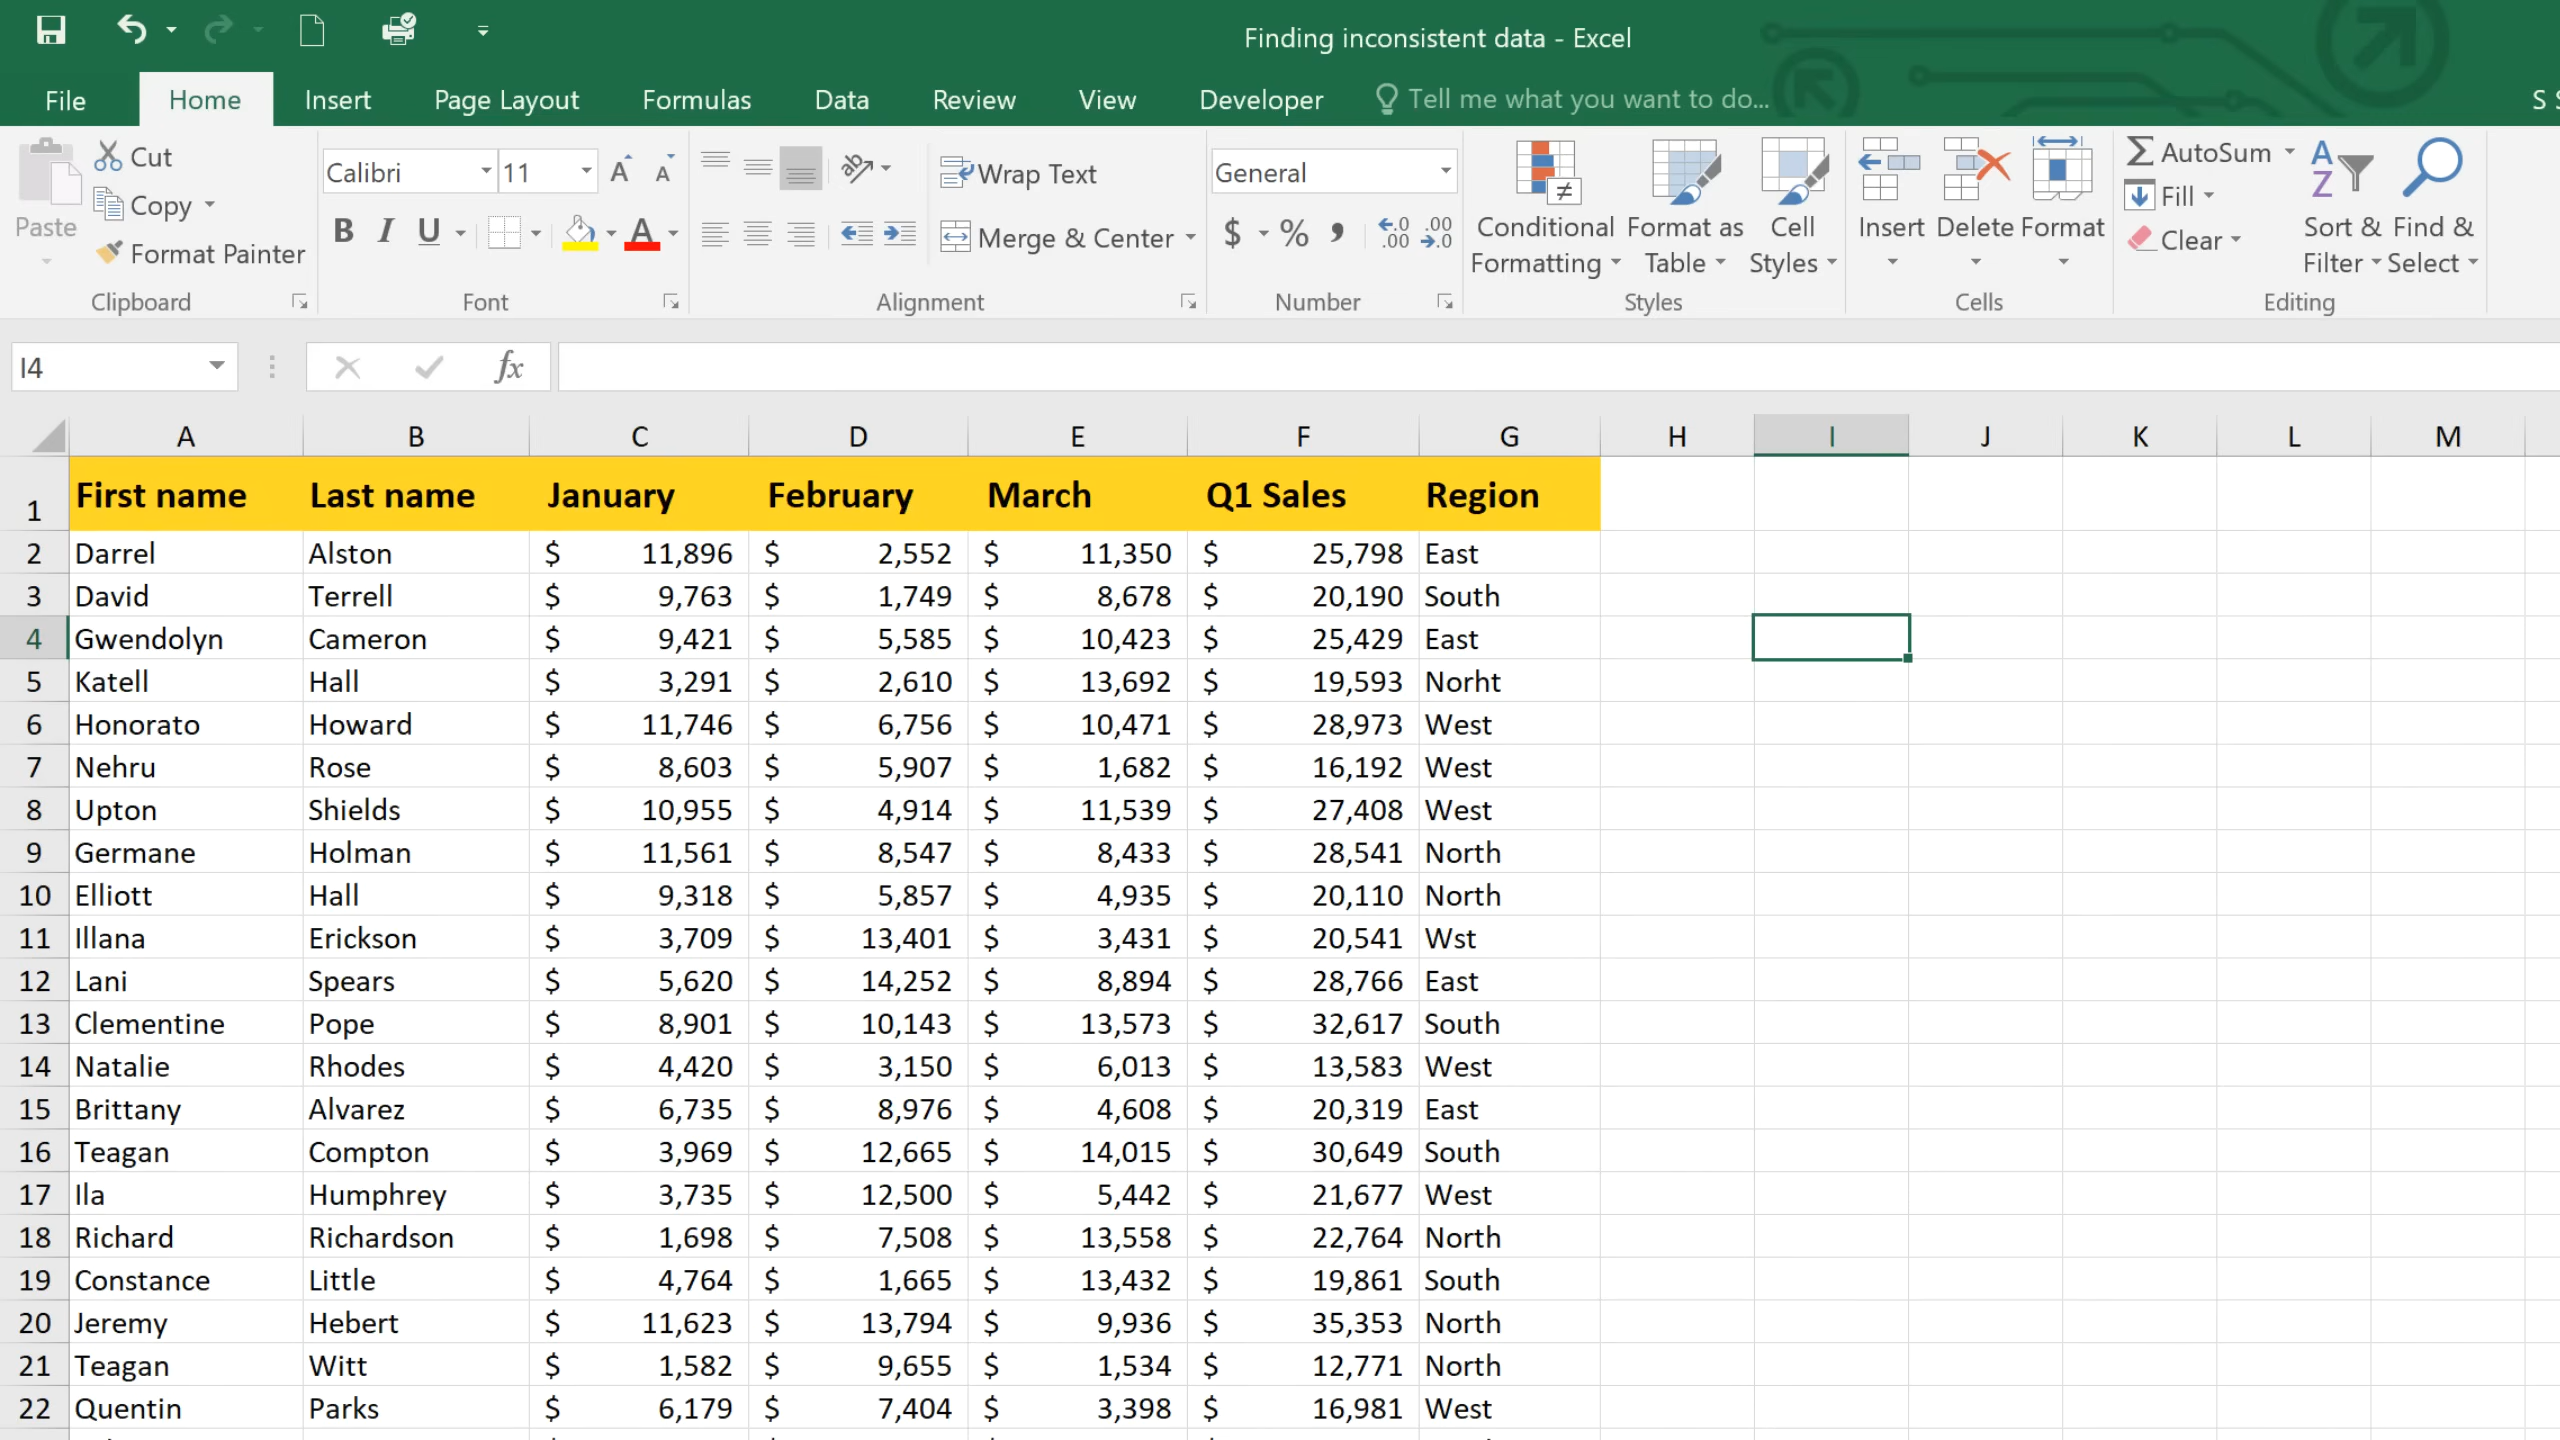 Finding inconsistent data - Excel
File Home Insert Page Layout Formulas Data Review View Developer Tell me what you want to do... S S
Paste Cut Copy Format Painter Clipboard
Calibri 11 A A B I U A Font
Wrap Text Merge & Center Alignment
General $ % , .0 .00 .00 .0 Number
Conditional Formatting Format as Table Cell Styles Styles
Insert Delete Format Cells
AutoSum Fill Clear Sort & Filter Find & Select Editing
I4 fx
A B C D E F G H I J K L M
1 First name Last name January February March Q1 Sales Region
2 Darrel Alston $ 11,896 $ 2,552 $ 11,350 $ 25,798 East
3 David Terrell $ 9,763 $ 1,749 $ 8,678 $ 20,190 South
4 Gwendolyn Cameron $ 9,421 $ 5,585 $ 10,423 $ 25,429 East
5 Katell Hall $ 3,291 $ 2,610 $ 13,692 $ 19,593 Norht
6 Honorato Howard $ 11,746 $ 6,756 $ 10,471 $ 28,973 West
7 Nehru Rose $ 8,603 $ 5,907 $ 1,682 $ 16,192 West
8 Upton Shields $ 10,955 $ 4,914 $ 11,539 $ 27,408 West
9 Germane Holman $ 11,561 $ 8,547 $ 8,433 $ 28,541 North
10 Elliott Hall $ 9,318 $ 5,857 $ 4,935 $ 20,110 North
11 Illana Erickson $ 3,709 $ 13,401 $ 3,431 $ 20,541 Wst
12 Lani Spears $ 5,620 $ 14,252 $ 8,894 $ 28,766 East
13 Clementine Pope $ 8,901 $ 10,143 $ 13,573 $ 32,617 South
14 Natalie Rhodes $ 4,420 $ 3,150 $ 6,013 $ 13,583 West
15 Brittany Alvarez $ 6,735 $ 8,976 $ 4,608 $ 20,319 East
16 Teagan Compton $ 3,969 $ 12,665 $ 14,015 $ 30,649 South
17 Ila Humphrey $ 3,735 $ 12,500 $ 5,442 $ 21,677 West
18 Richard Richardson $ 1,698 $ 7,508 $ 13,558 $ 22,764 North
19 Constance Little $ 4,764 $ 1,665 $ 13,432 $ 19,861 South
20 Jeremy Hebert $ 11,623 $ 13,794 $ 9,936 $ 35,353 North
21 Teagan Witt $ 1,582 $ 9,655 $ 1,534 $ 12,771 North
22 Quentin Parks $ 6,179 $ 7,404 $ 3,398 $ 16,981 West